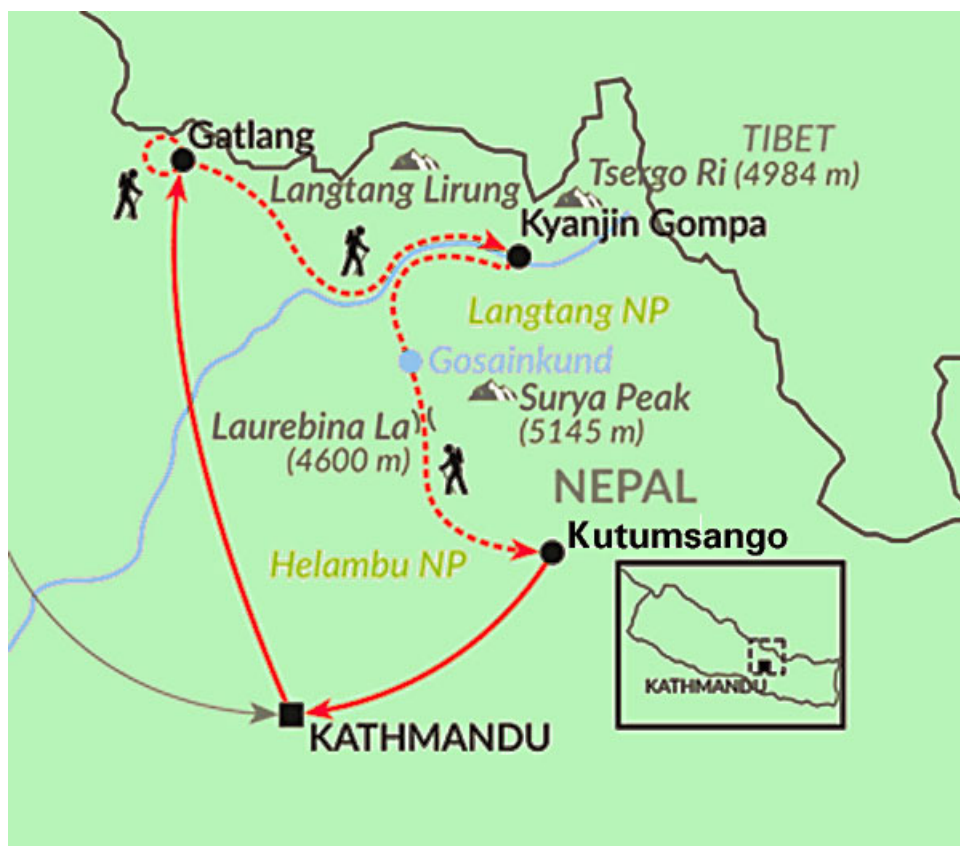 Gatlang
TIBET
Langtang Lirung
Tsergo Ri (4984 m)
Kyanjin Gompa
Langtang NP
Gosainkund
Surya Peak
(5145 m)
Laurebina La
(4600 m)
NEPAL
Kutumsango
Helambu NP
KATHMANDU
KATHMANDU